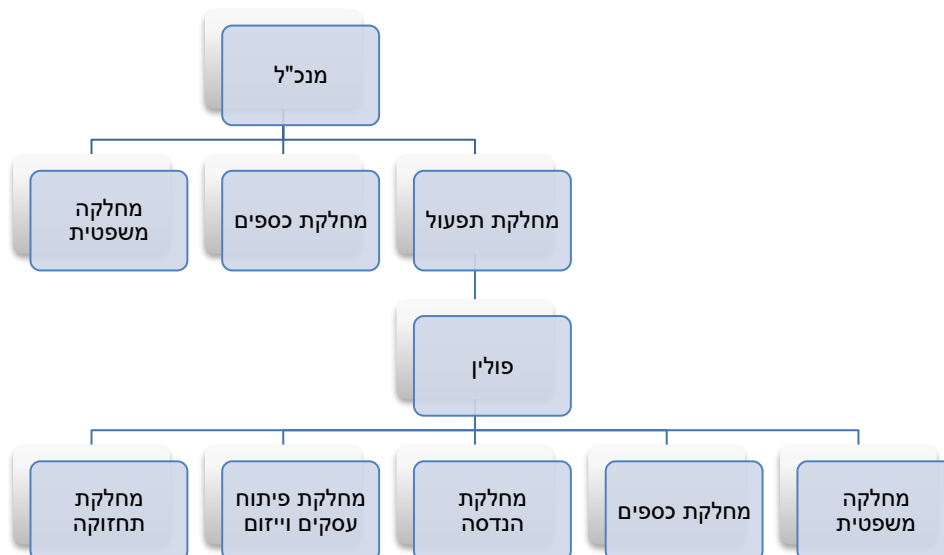 מנכ"ל
מחלקת תפעול
מחלקת כספים
מחלקה
משפטית
פולין
מחלקה
משפטית
מחלקת כספים
מחלקת
הנדסה
מחלקת פיתוח
עסקים וייזום
מחלקת
תחזוקה